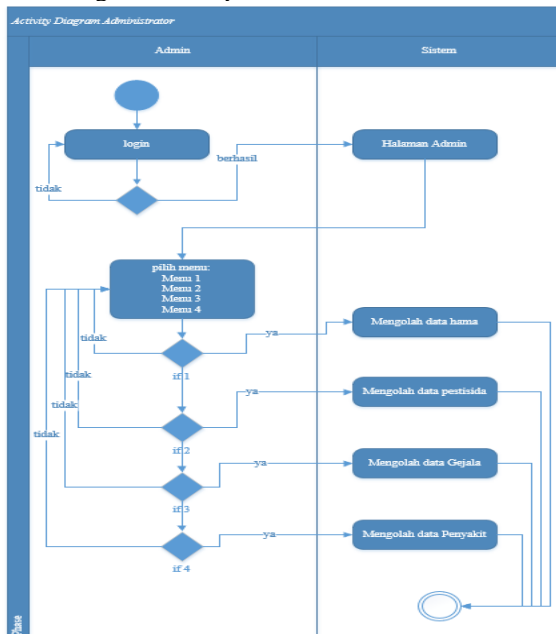 Activity Diagram Administrator
Admin
Sistem
login
Halaman Admin
berhasil
tidak
pilih menu:
Menu 1
Menu 2
Menu 3
Menu 4
ya
Mengolah data hama
tidak
if 1
tidak
ya
Mengolah data pestisida
tidak
if 2
tidak
ya
Mengolah data Gejala
if 3
ya
Mengolah data Penyakit
if 4
Phase